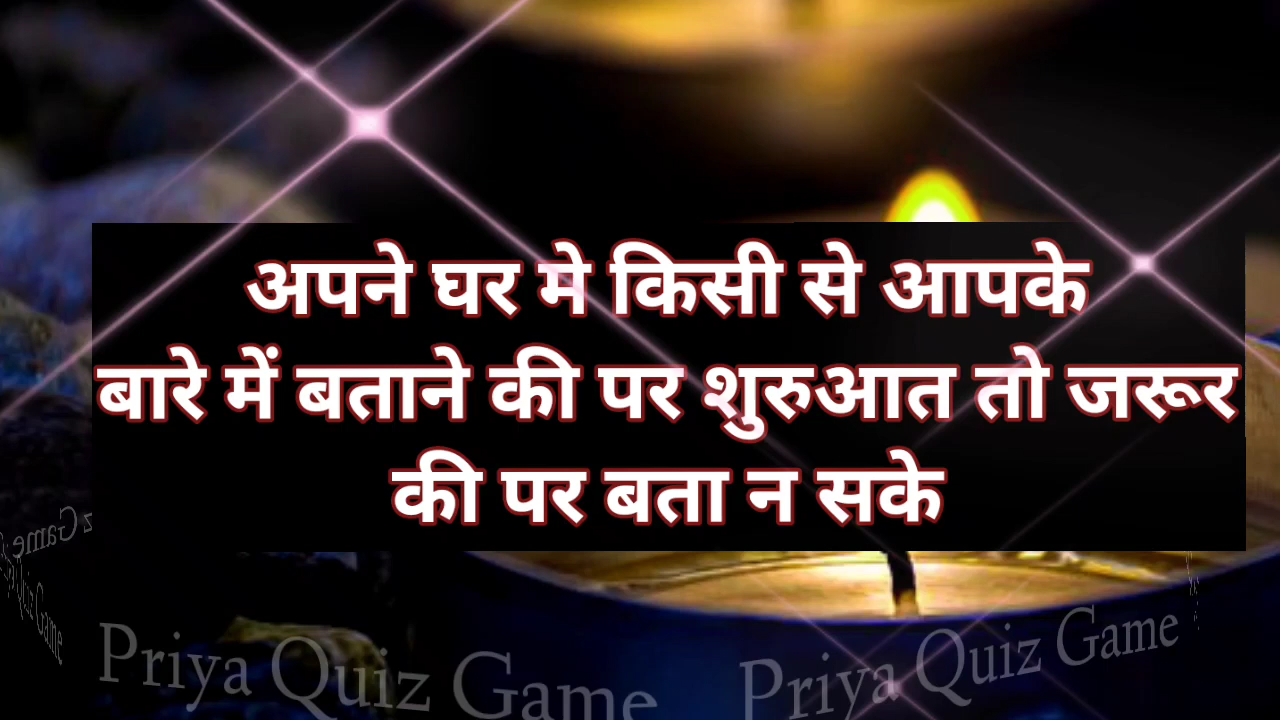 अपने घर मे किसी से आपके
बारे में बताने की पर शुरुआत तो जरूर
की पर बता न सके
Priya Quiz Game
Priya Quiz Game